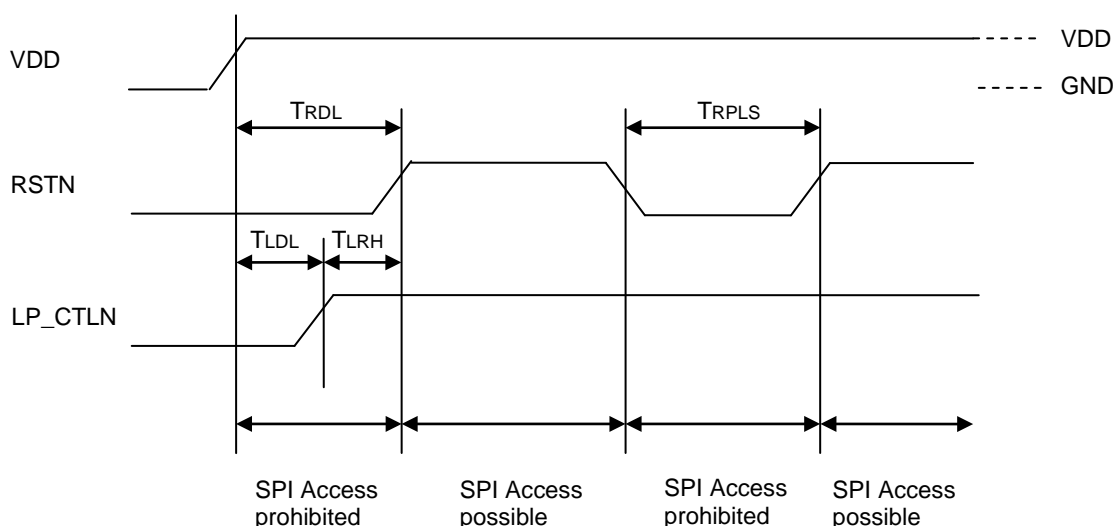 VDD
VDD
GND
TRDL
TRPLS
RSTN
TLDL
TLRH
LP_CTLN
SPI Access
prohibited
SPI Access
possible
SPI Access
prohibited
SPI Access
possible